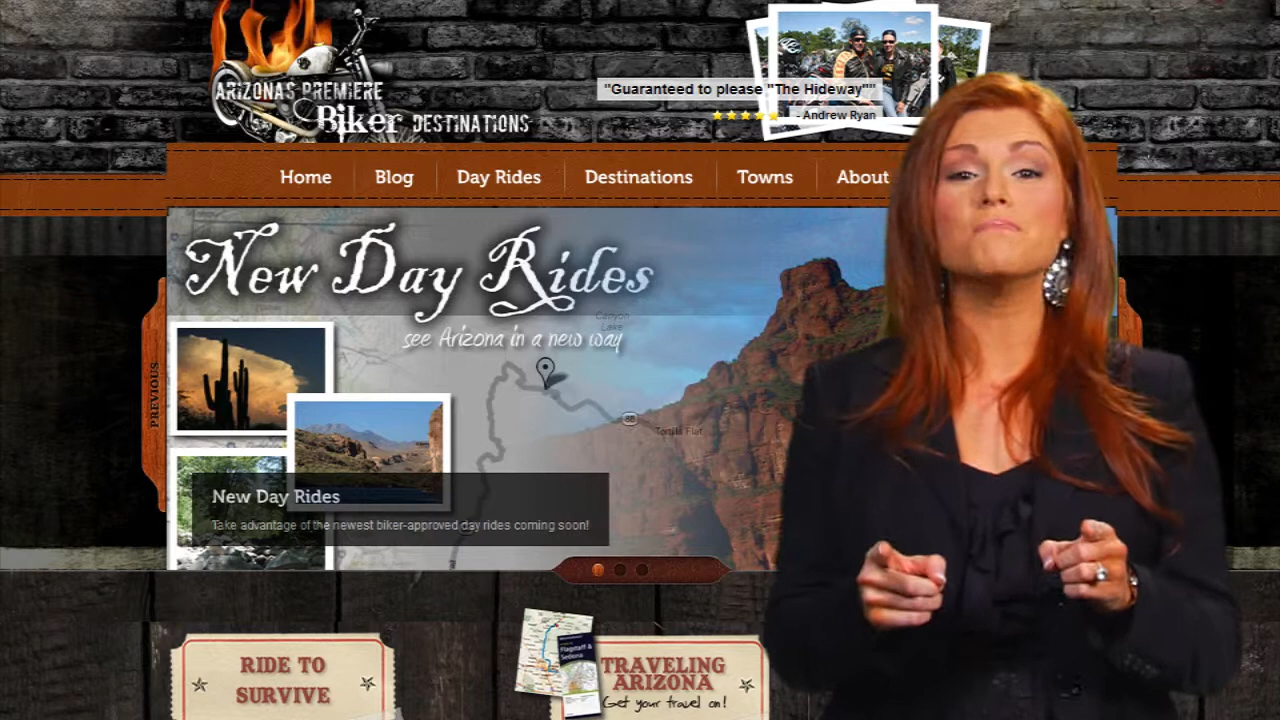 ARIZONA'S PREMIERE
Biker DESTINATIONS
"Guaranteed to please "The Hideway""
- Andrew Ryan
Home Blog Day Rides Destinations Towns About
New Day Rides
see Arizona in a new way
Canyon
Lake
88
Tortilla Flat
PREVIOUS
New Day Rides
Take advantage of the newest biker-approved day rides coming soon!
RIDE TO
SURVIVE
Flagstaff &
Sedona
TRAVELING
ARIZONA
Get your travel on!